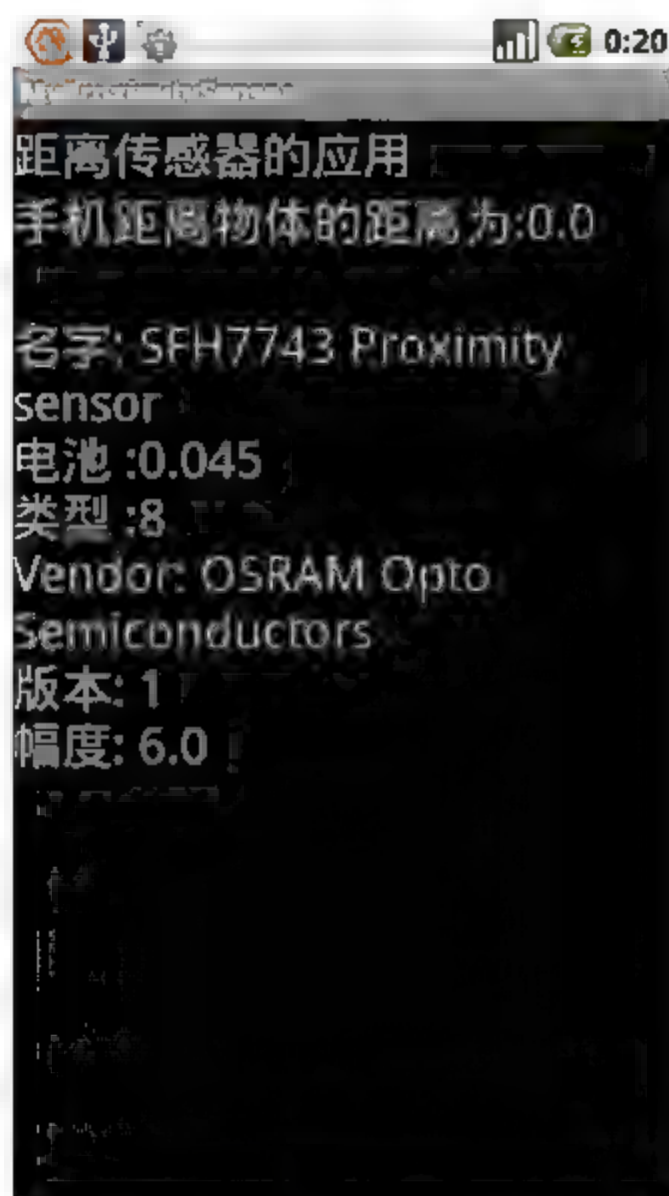 0:20
距离传感器的应用
手机距离物体的距离为:0.0
名字: SFH7743 Proximity
sensor
电池 :0.045
类型 :8
Vendor: OSRAM Opto
Semiconductors
版本: 1
幅度: 6.0